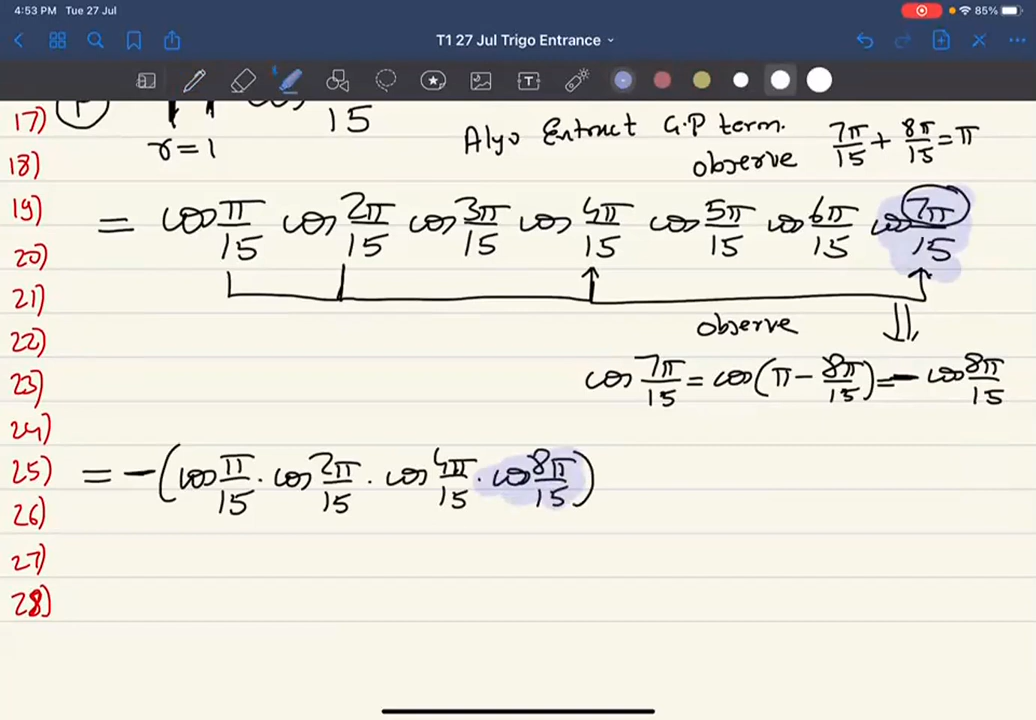 4:53 PM Tue 27 Jul 85%
T1 27 Jul Trigo Entrance
17) P cos 15
r=1 Algo Extract G.P term. 7π/15 + 8π/15 = π
18) observe
19) = cos π/15 cos 2π/15 cos 3π/15 cos 4π/15 cos 5π/15 cos 6π/15 cos 7π/15
20)
21)
22) observe
23) cos 7π/15 = cos(π - 8π/15) = - cos 8π/15
24)
25) = -(cos π/15 · cos 2π/15 · cos 4π/15 · cos 8π/15)
26)
27)
28)